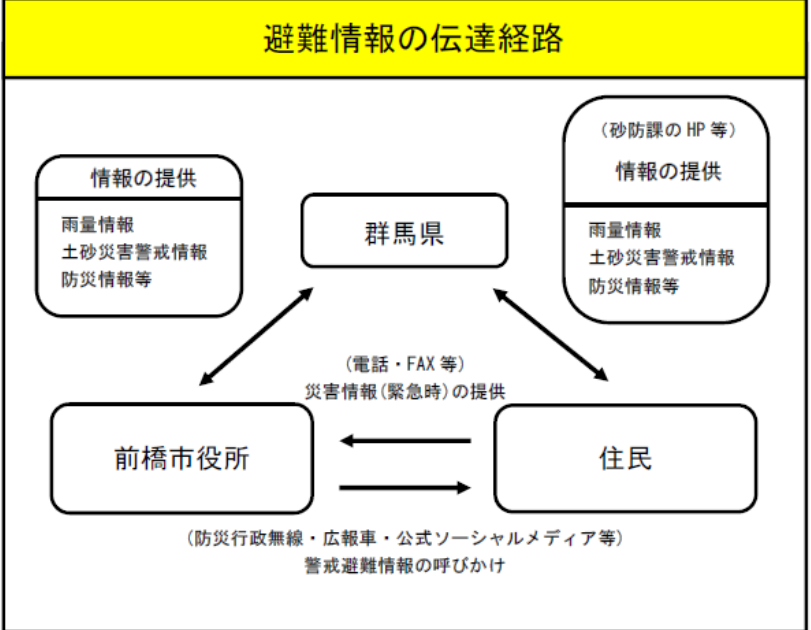 避難情報の伝達経路
(砂防課のHP等)
情報の提供
雨量情報
土砂災害警戒情報
防災情報等
情報の提供
雨量情報
土砂災害警戒情報
防災情報等
群馬県
(電話・FAX等)
災害情報(緊急時)の提供
前橋市役所
住民
(防災行政無線・広報車・公式ソーシャルメディア等)
警戒避難情報の呼びかけ